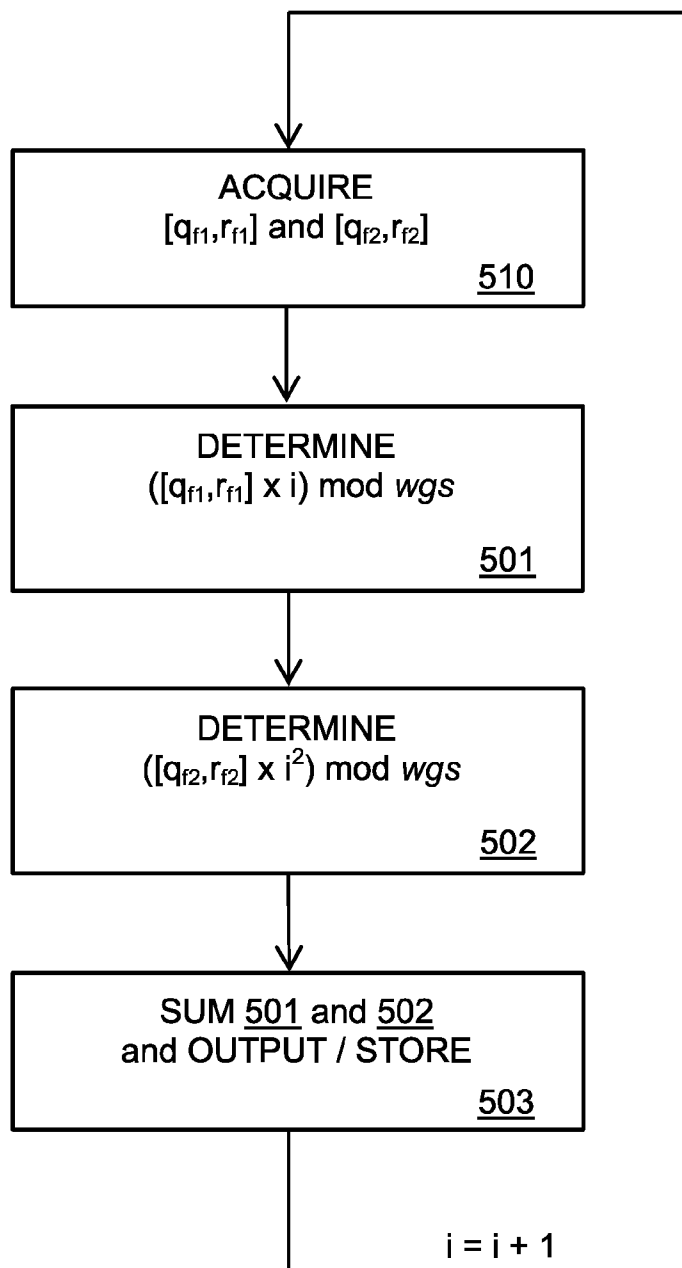 ACQUIRE
[qf1,rf1] and [qf2,rf2]
510
DETERMINE
([qf1,rf1] x i) mod wgs
501
DETERMINE
([qf2,rf2] x i²) mod wgs
502
SUM 501 and 502
and OUTPUT / STORE
503
i = i + 1